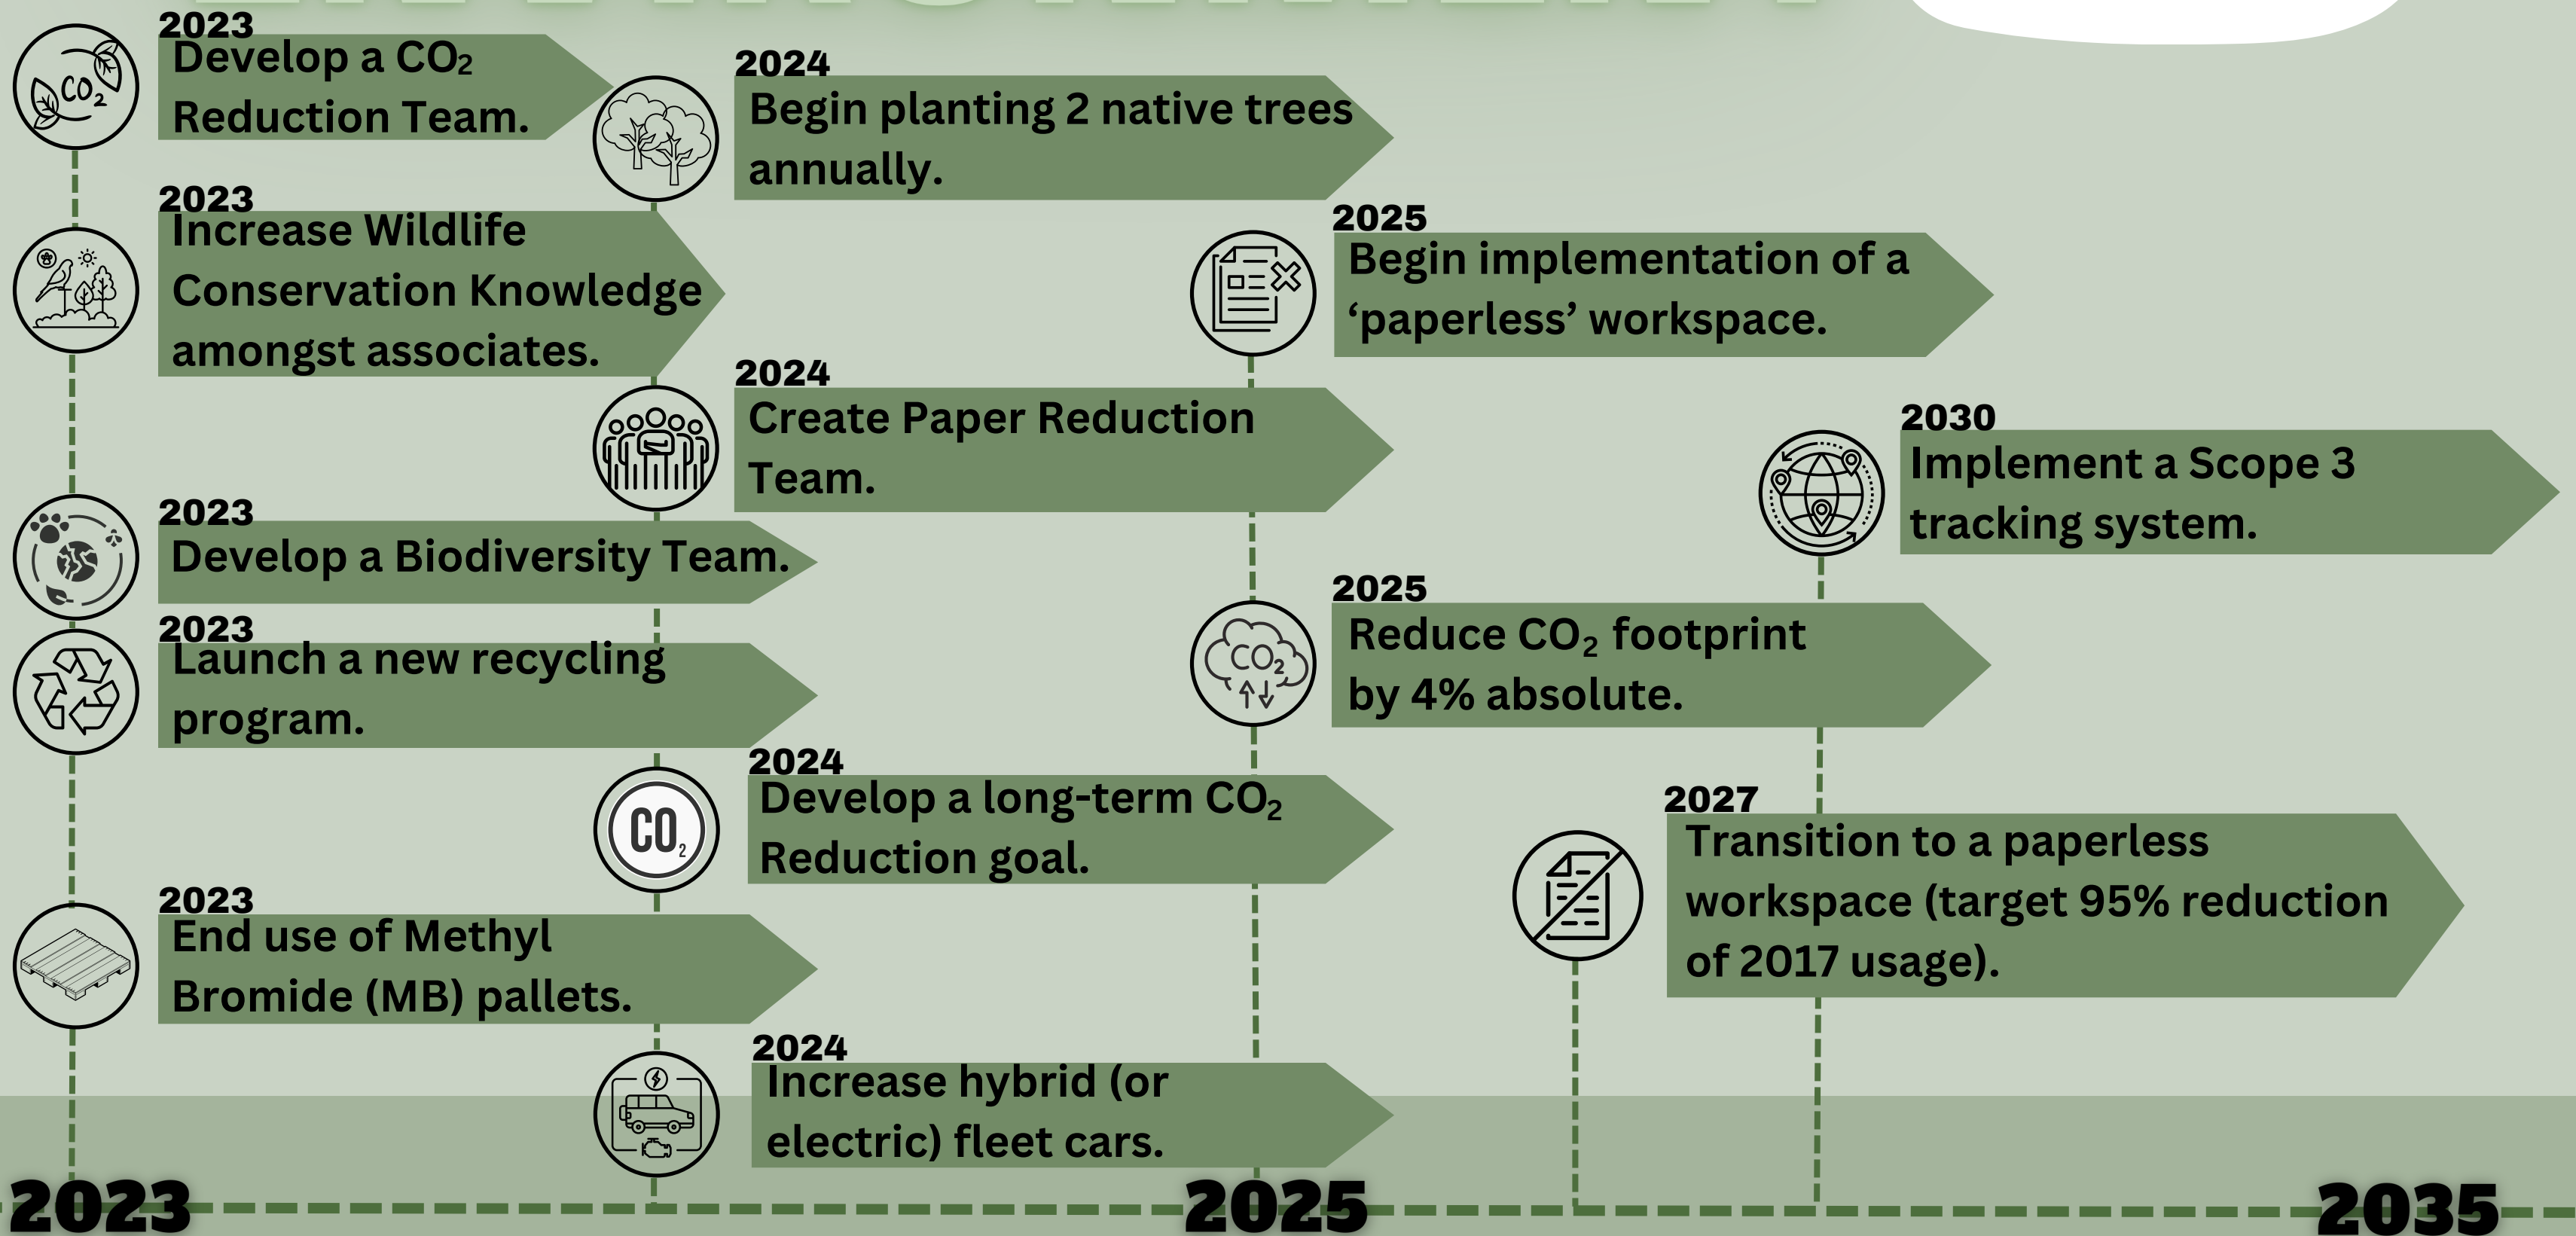 2023
Develop a CO₂
Reduction Team.
CO₂
2024
Begin planting 2 native trees
annually.
2023
Increase Wildlife
Conservation Knowledge
amongst associates.
2025
Begin implementation of a
‘paperless’ workspace.
2024
Create Paper Reduction
Team.
2030
Implement a Scope 3
tracking system.
2023
Develop a Biodiversity Team.
2023
Launch a new recycling
program.
2025
Reduce CO₂ footprint
by 4% absolute.
CO₂
2024
Develop a long-term CO₂
Reduction goal.
CO₂
2027
Transition to a paperless
workspace (target 95% reduction
of 2017 usage).
2023
End use of Methyl
Bromide (MB) pallets.
2024
Increase hybrid (or
electric) fleet cars.
2023
2025
2035